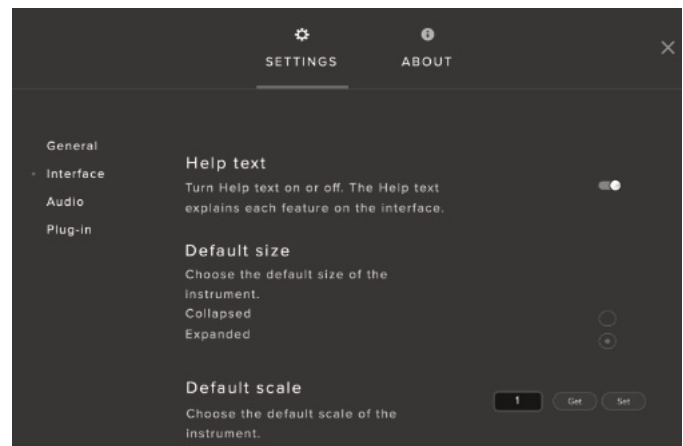 SETTINGS
ABOUT
General
Interface
Audio
Plug-in
Help text
Turn Help text on or off. The Help text
explains each feature on the interface.
Default size
Choose the default size of the
instrument.
Collapsed
Expanded
Default scale
1
Get
Set
Choose the default scale of the
instrument.